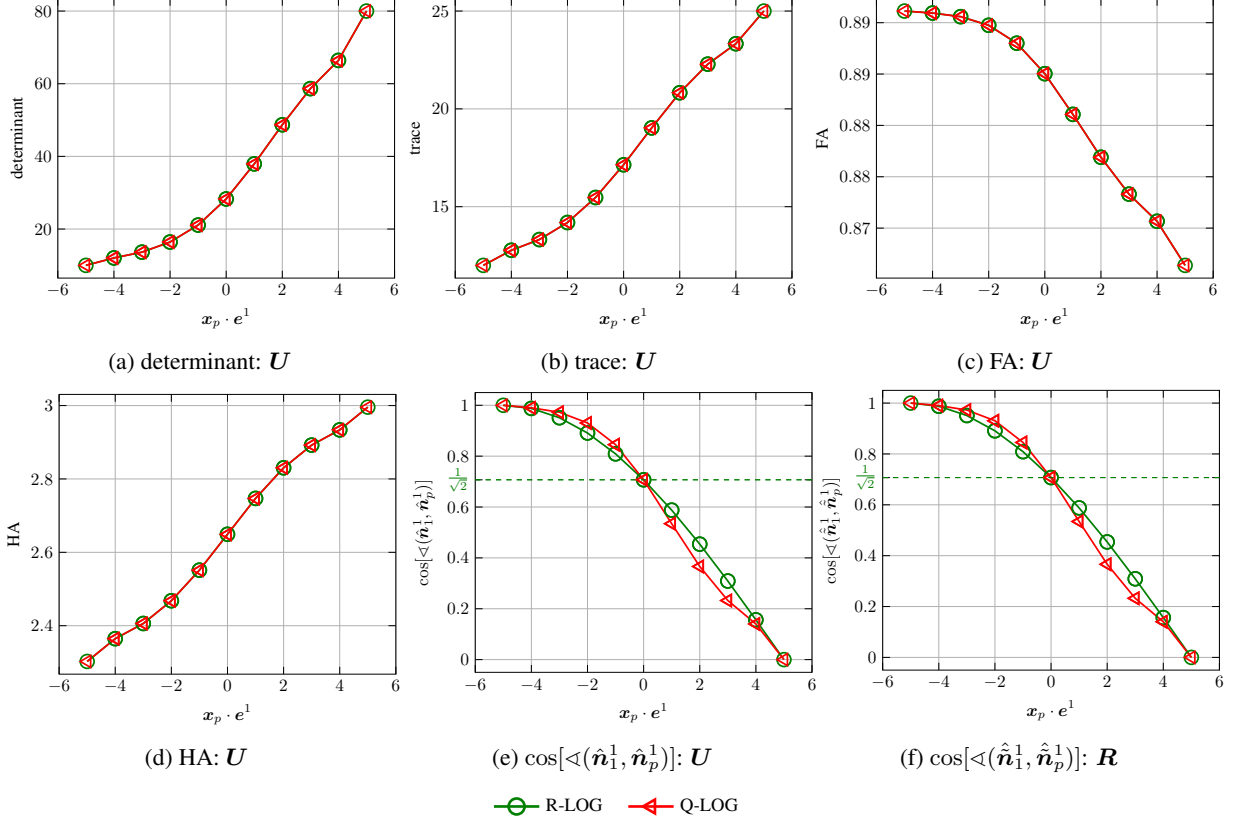 80
60
40
20
determinant
−6 −4 −2 0 2 4 6
x_p · e^1
(a) determinant: U
25
20
15
trace
−6 −4 −2 0 2 4 6
x_p · e^1
(b) trace: U
0.89
0.89
0.88
0.88
0.87
FA
−6 −4 −2 0 2 4 6
x_p · e^1
(c) FA: U
3
2.8
2.6
2.4
HA
−6 −4 −2 0 2 4 6
x_p · e^1
(d) HA: U
1
0.8
1/√2
0.6
0.4
0.2
0
cos[∢(n̂_1^1, n̂_p^1)]
−6 −4 −2 0 2 4 6
x_p · e^1
(e) cos[∢(n̂_1^1, n̂_p^1)]: U
1
0.8
1/√2
0.6
0.4
0.2
0
cos[∢(ñ̂_1^1, ñ̂_p^1)]
−6 −4 −2 0 2 4 6
x_p · e^1
(f) cos[∢(ñ̂_1^1, ñ̂_p^1)]: R
R-LOG Q-LOG